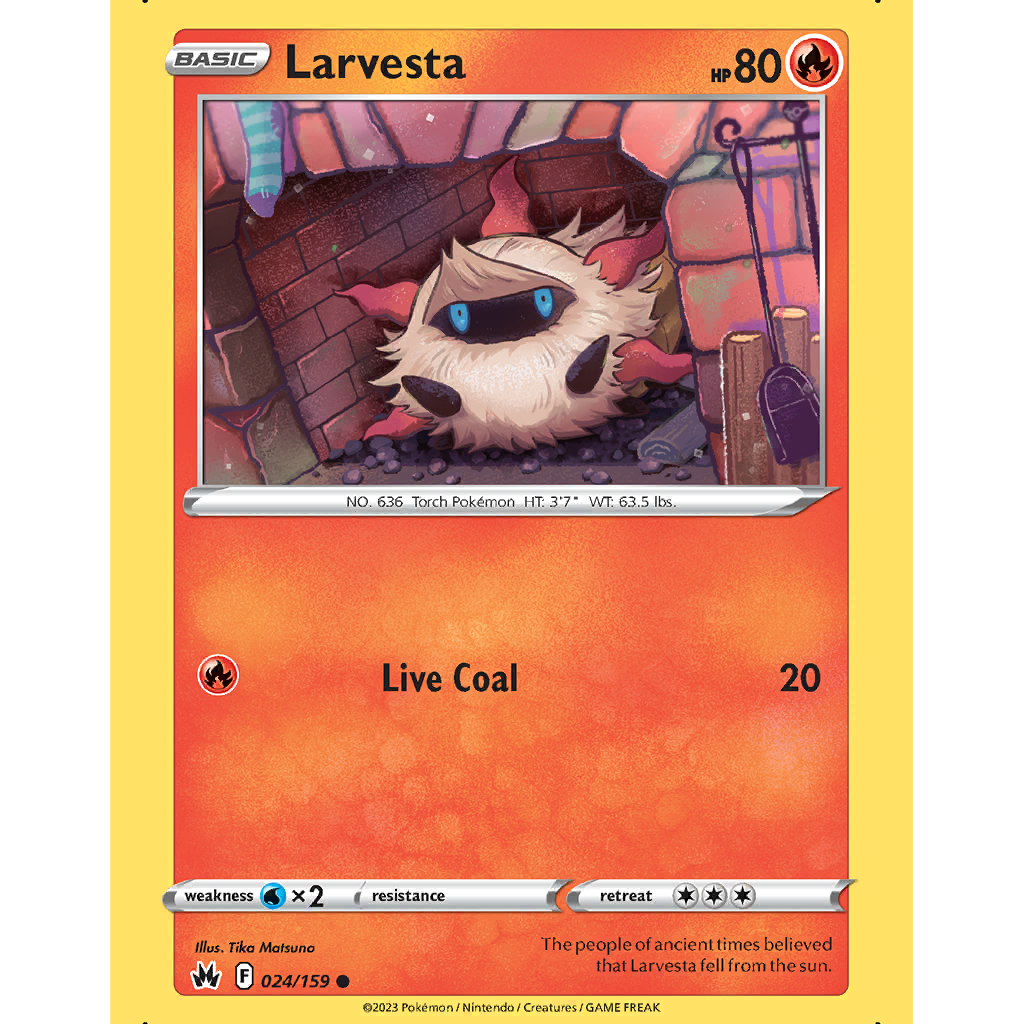 BASIC Larvesta HP 80
NO. 636 Torch Pokémon HT: 3'7" WT: 63.5 lbs.
Live Coal 20
weakness ×2 resistance retreat
Illus. Tika Matsuno
The people of ancient times believed
that Larvesta fell from the sun.
F 024/159
©2023 Pokémon / Nintendo / Creatures / GAME FREAK